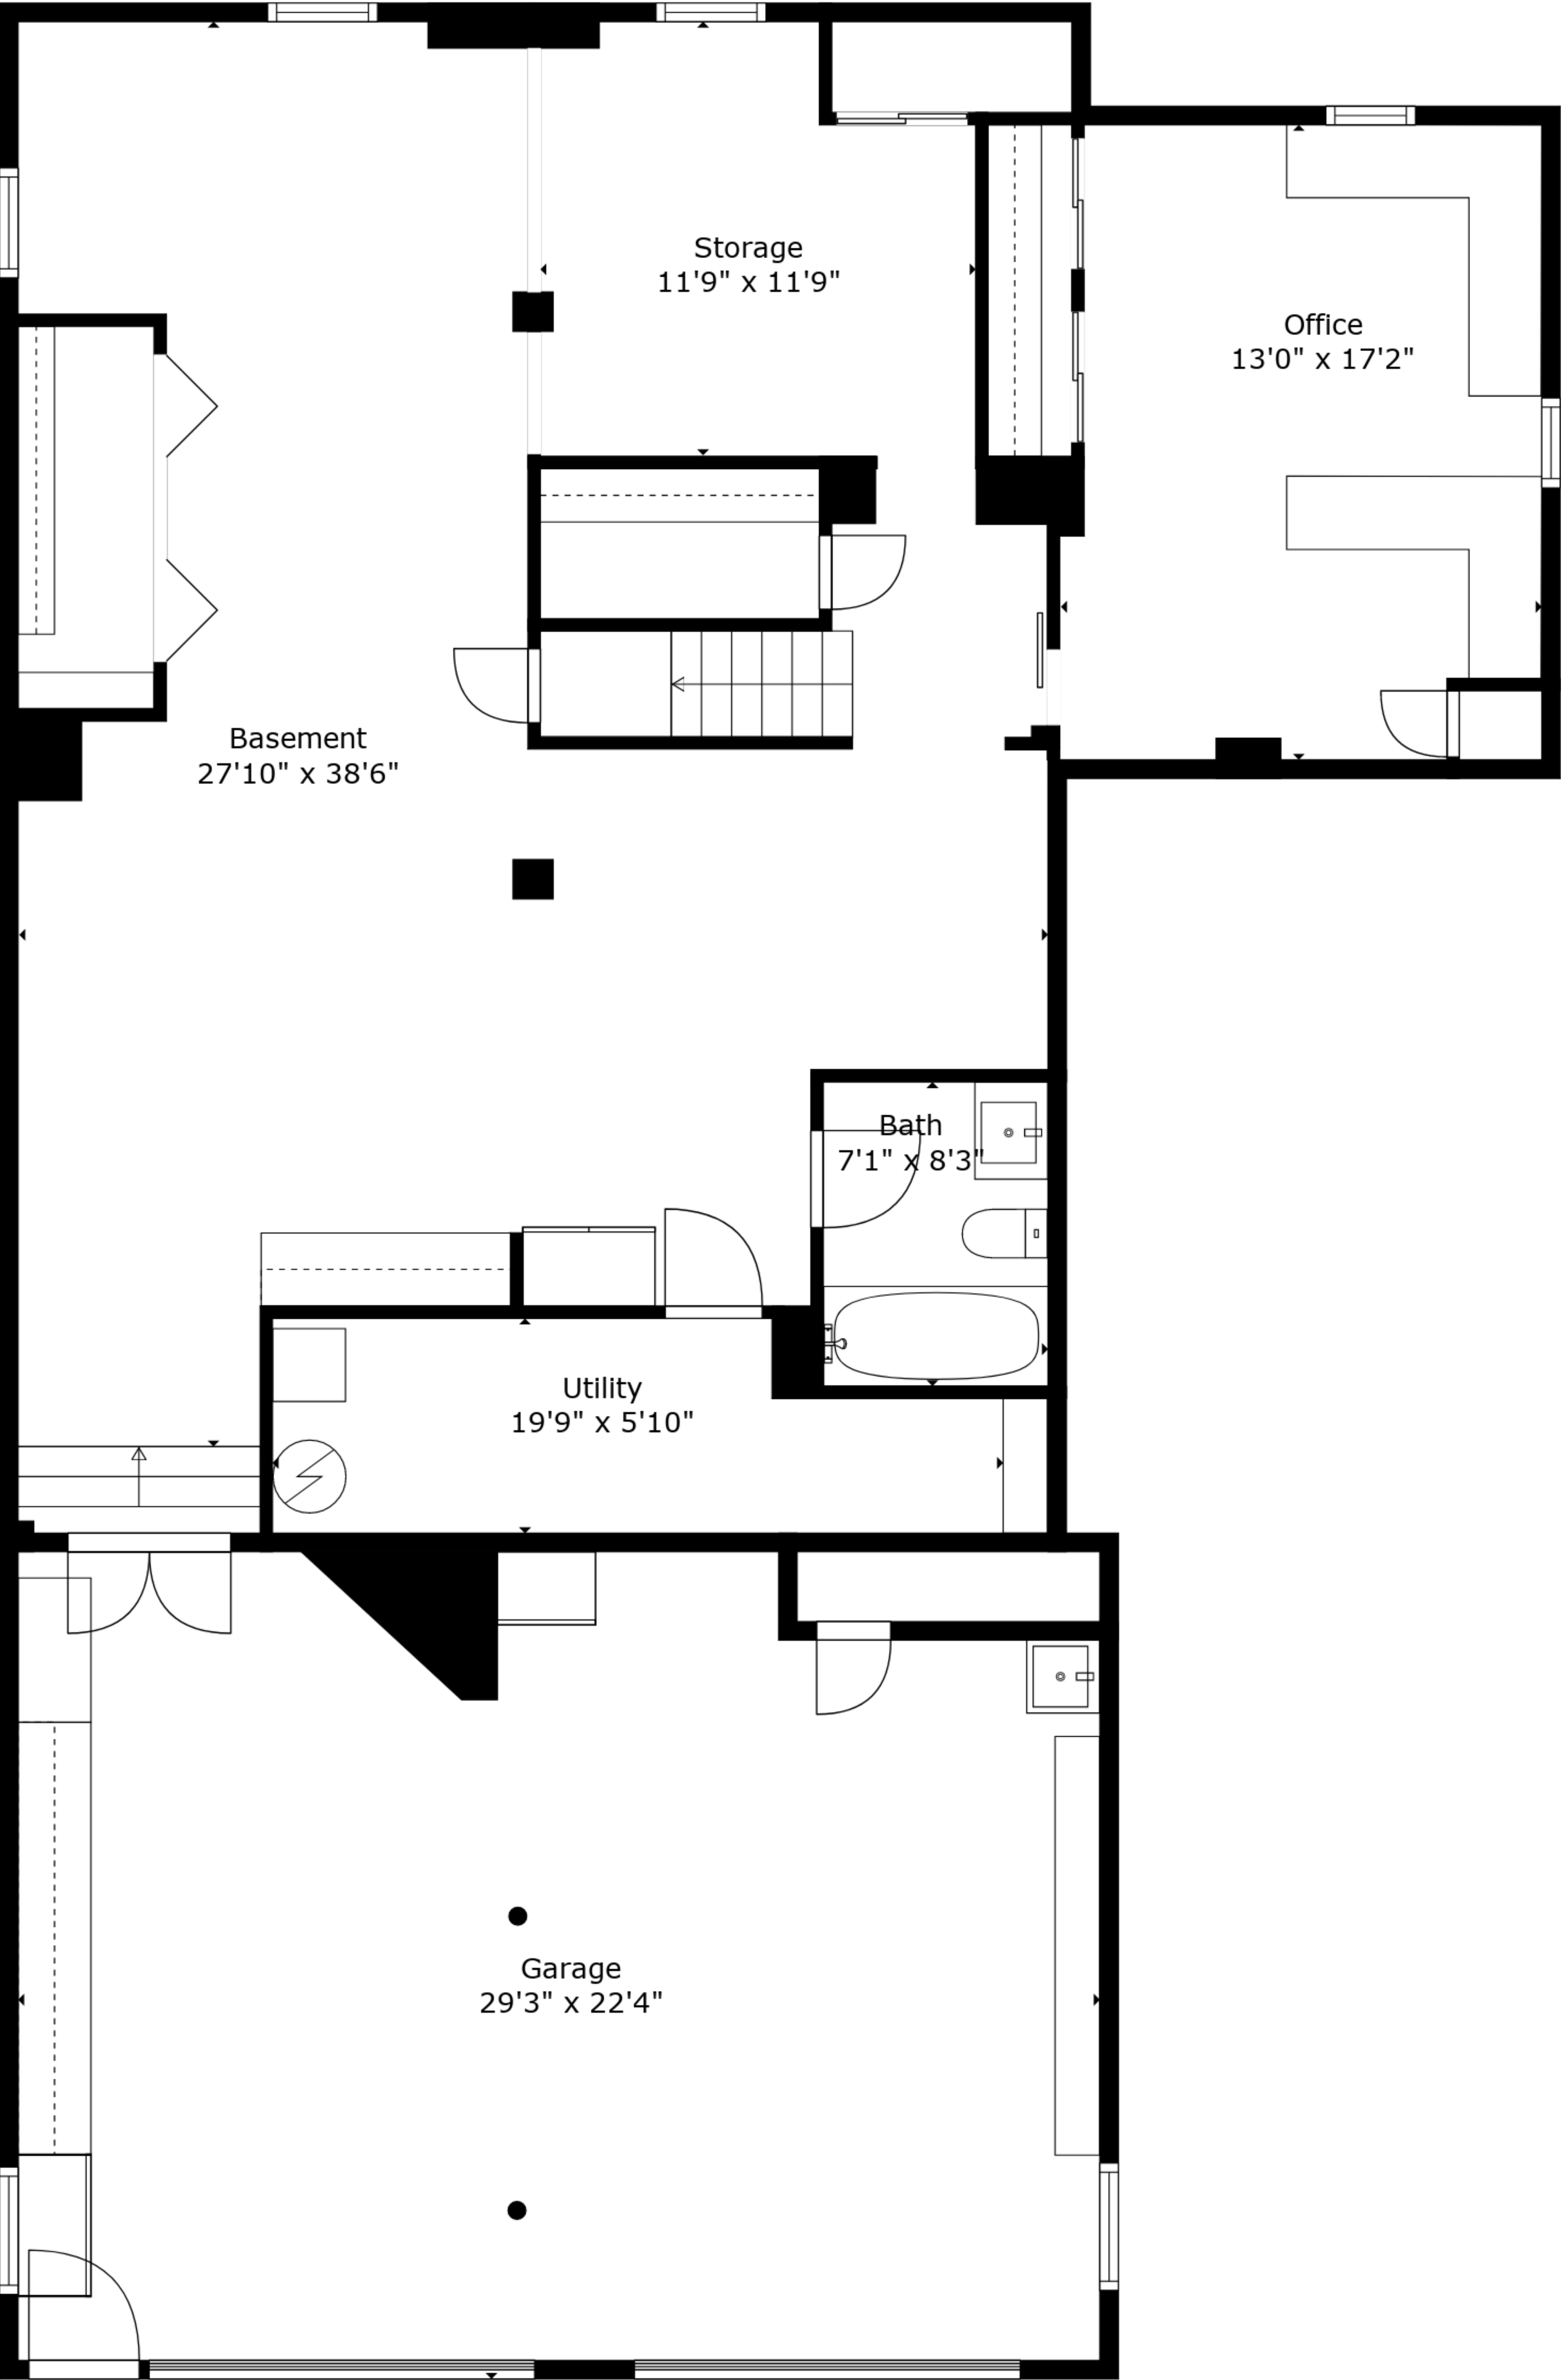 Storage
11'9" x 11'9"
Office
13'0" x 17'2"
Basement
27'10" x 38'6"
Bath
7'1" x 8'3"
Utility
19'9" x 5'10"
Garage
29'3" x 22'4"